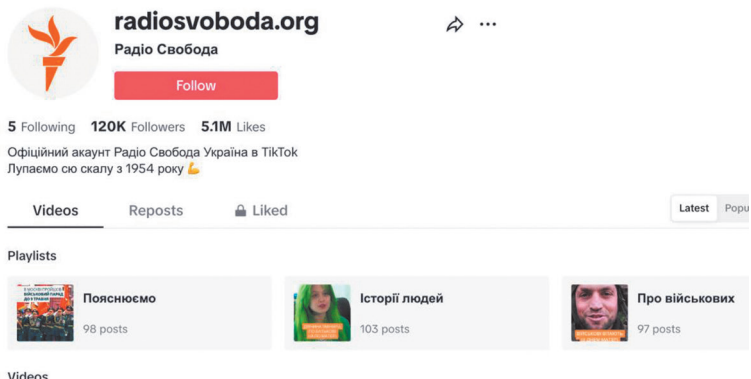 radiosvoboda.org
Радіо Свобода
Follow
5 Following 120K Followers 5.1M Likes
Офіційний акаунт Радіо Свобода Україна в TikTok
Лупаємо сю скалу з 1954 року 💪
Videos Reposts Liked Latest Popu
Playlists
Пояснюємо
98 posts
Історії людей
103 posts
Про військових
97 posts
Videos